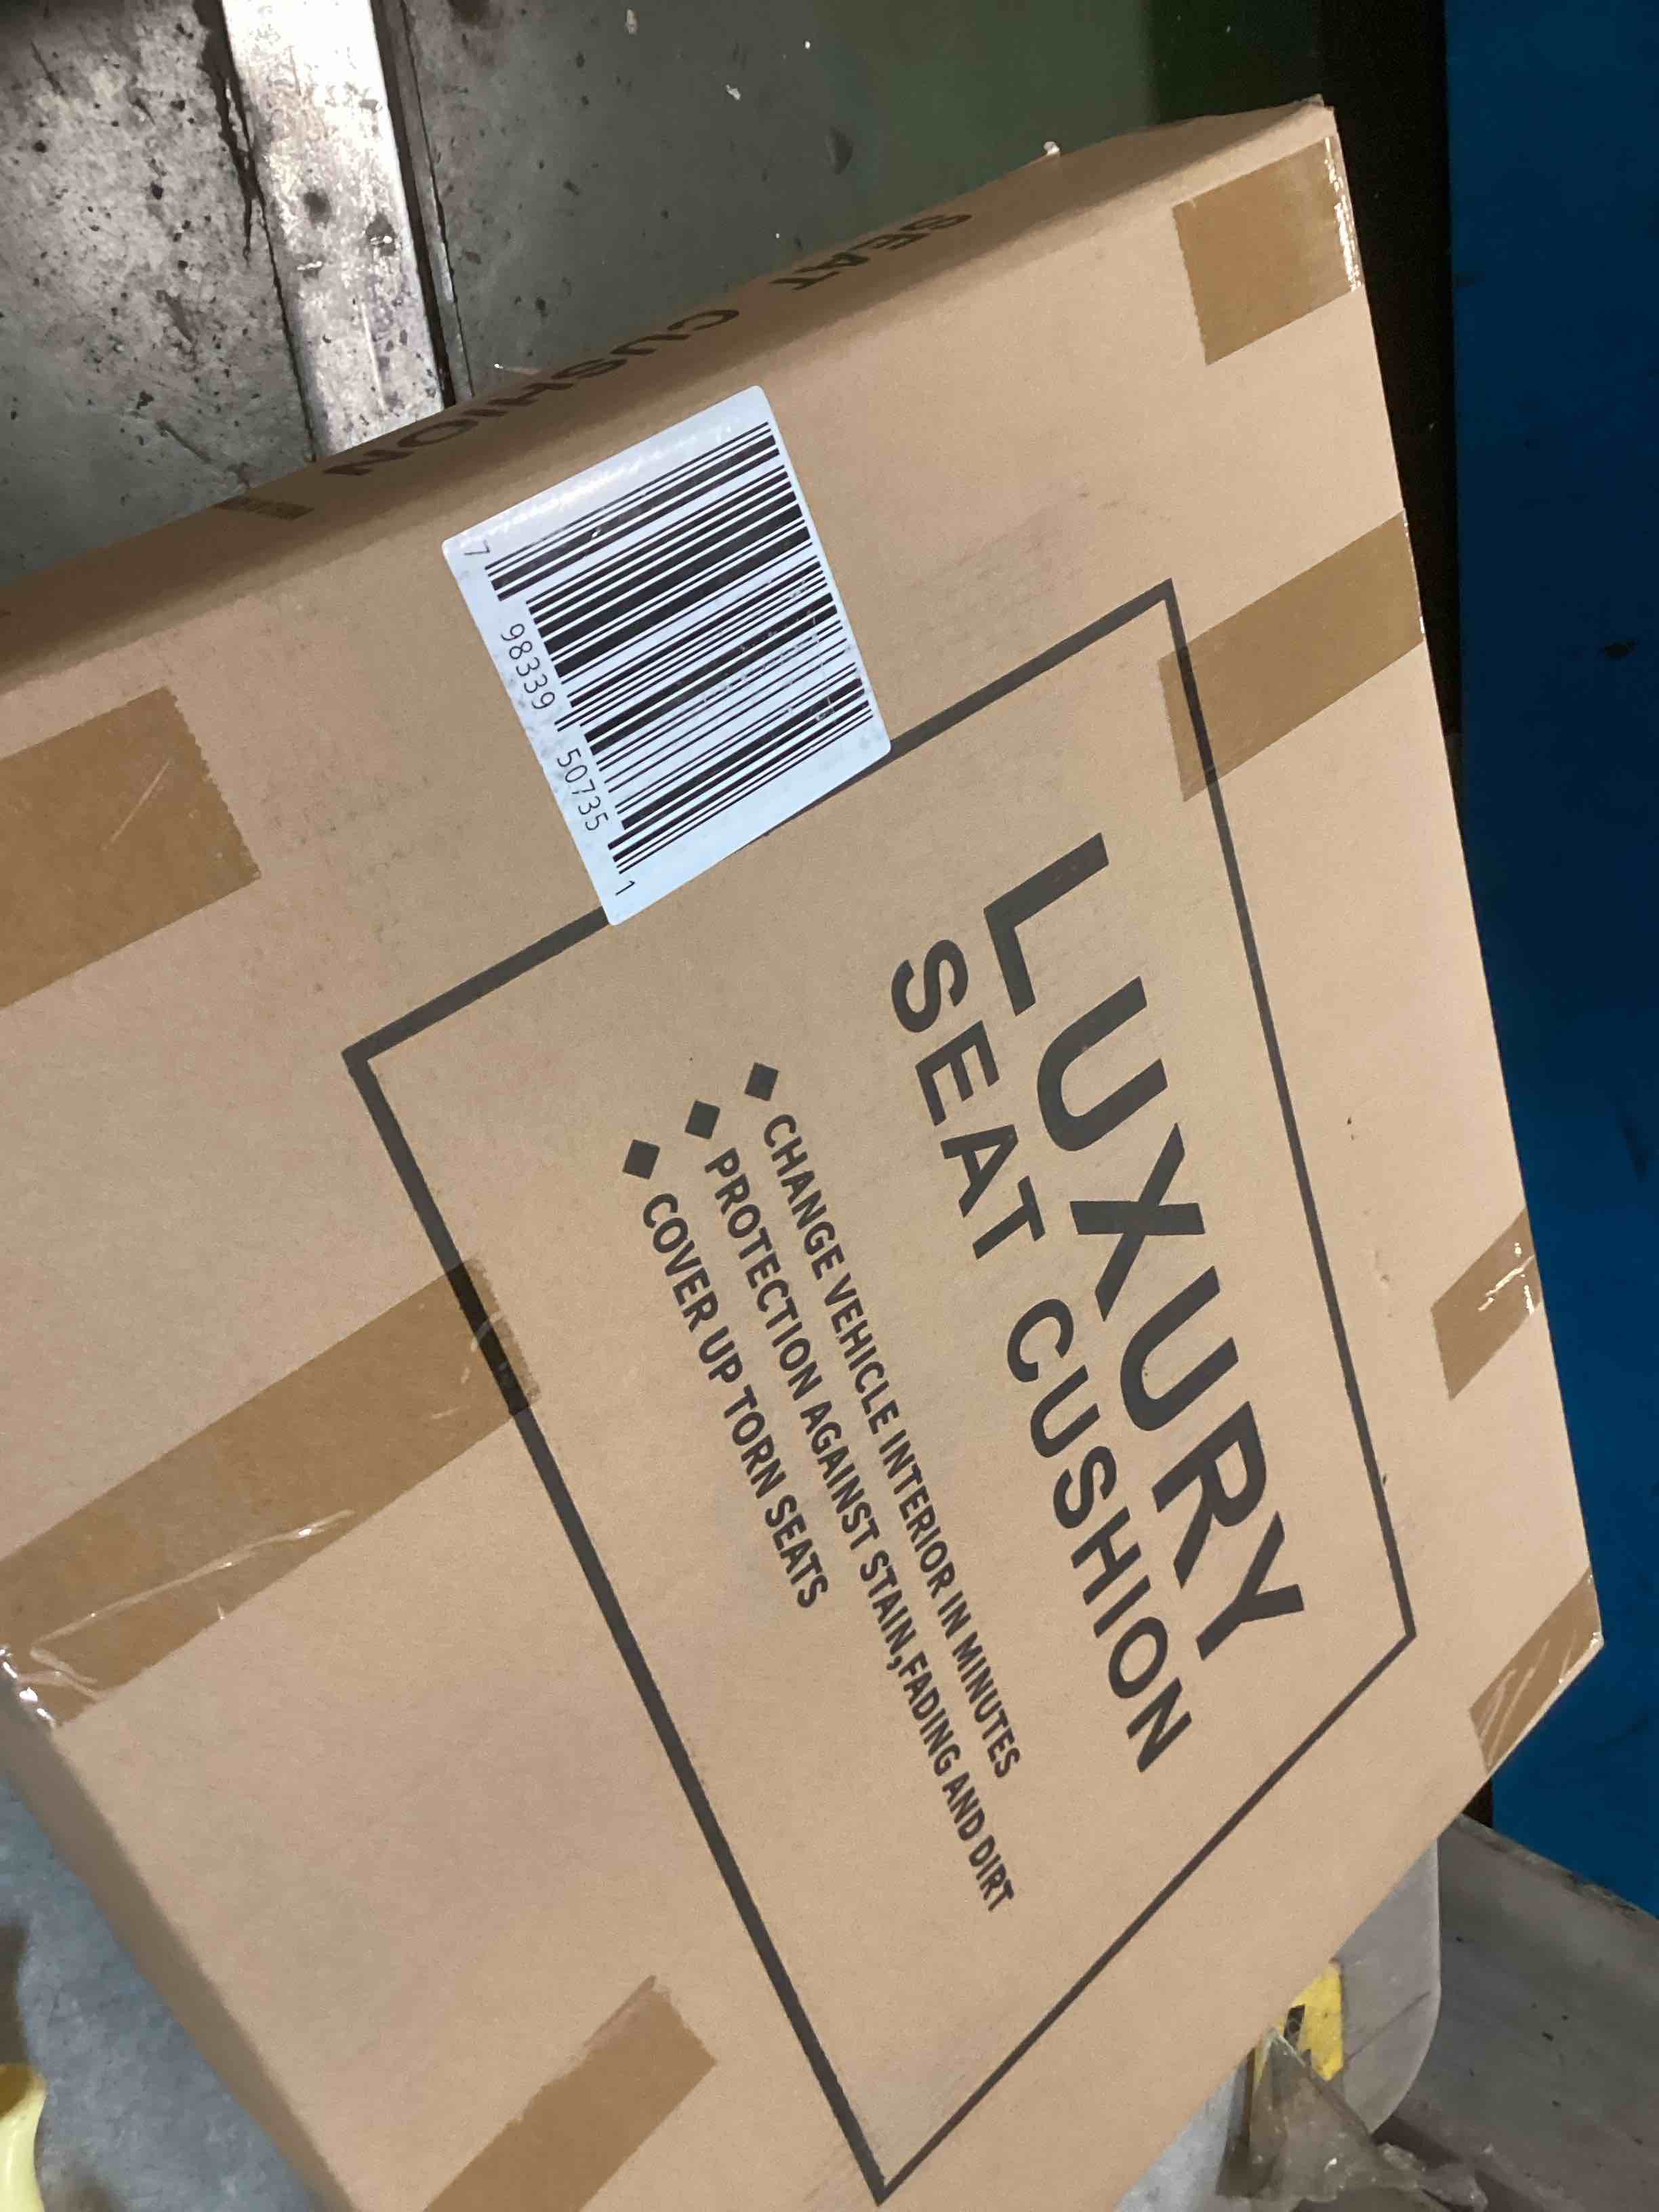 SEAT CUSHION
7 98339 50735 1
LUXURY
SEAT CUSHION
◆ CHANGE VEHICLE INTERIOR IN MINUTES
◆ PROTECTION AGAINST STAIN,FADING AND DIRT
◆ COVER UP TORN SEATS